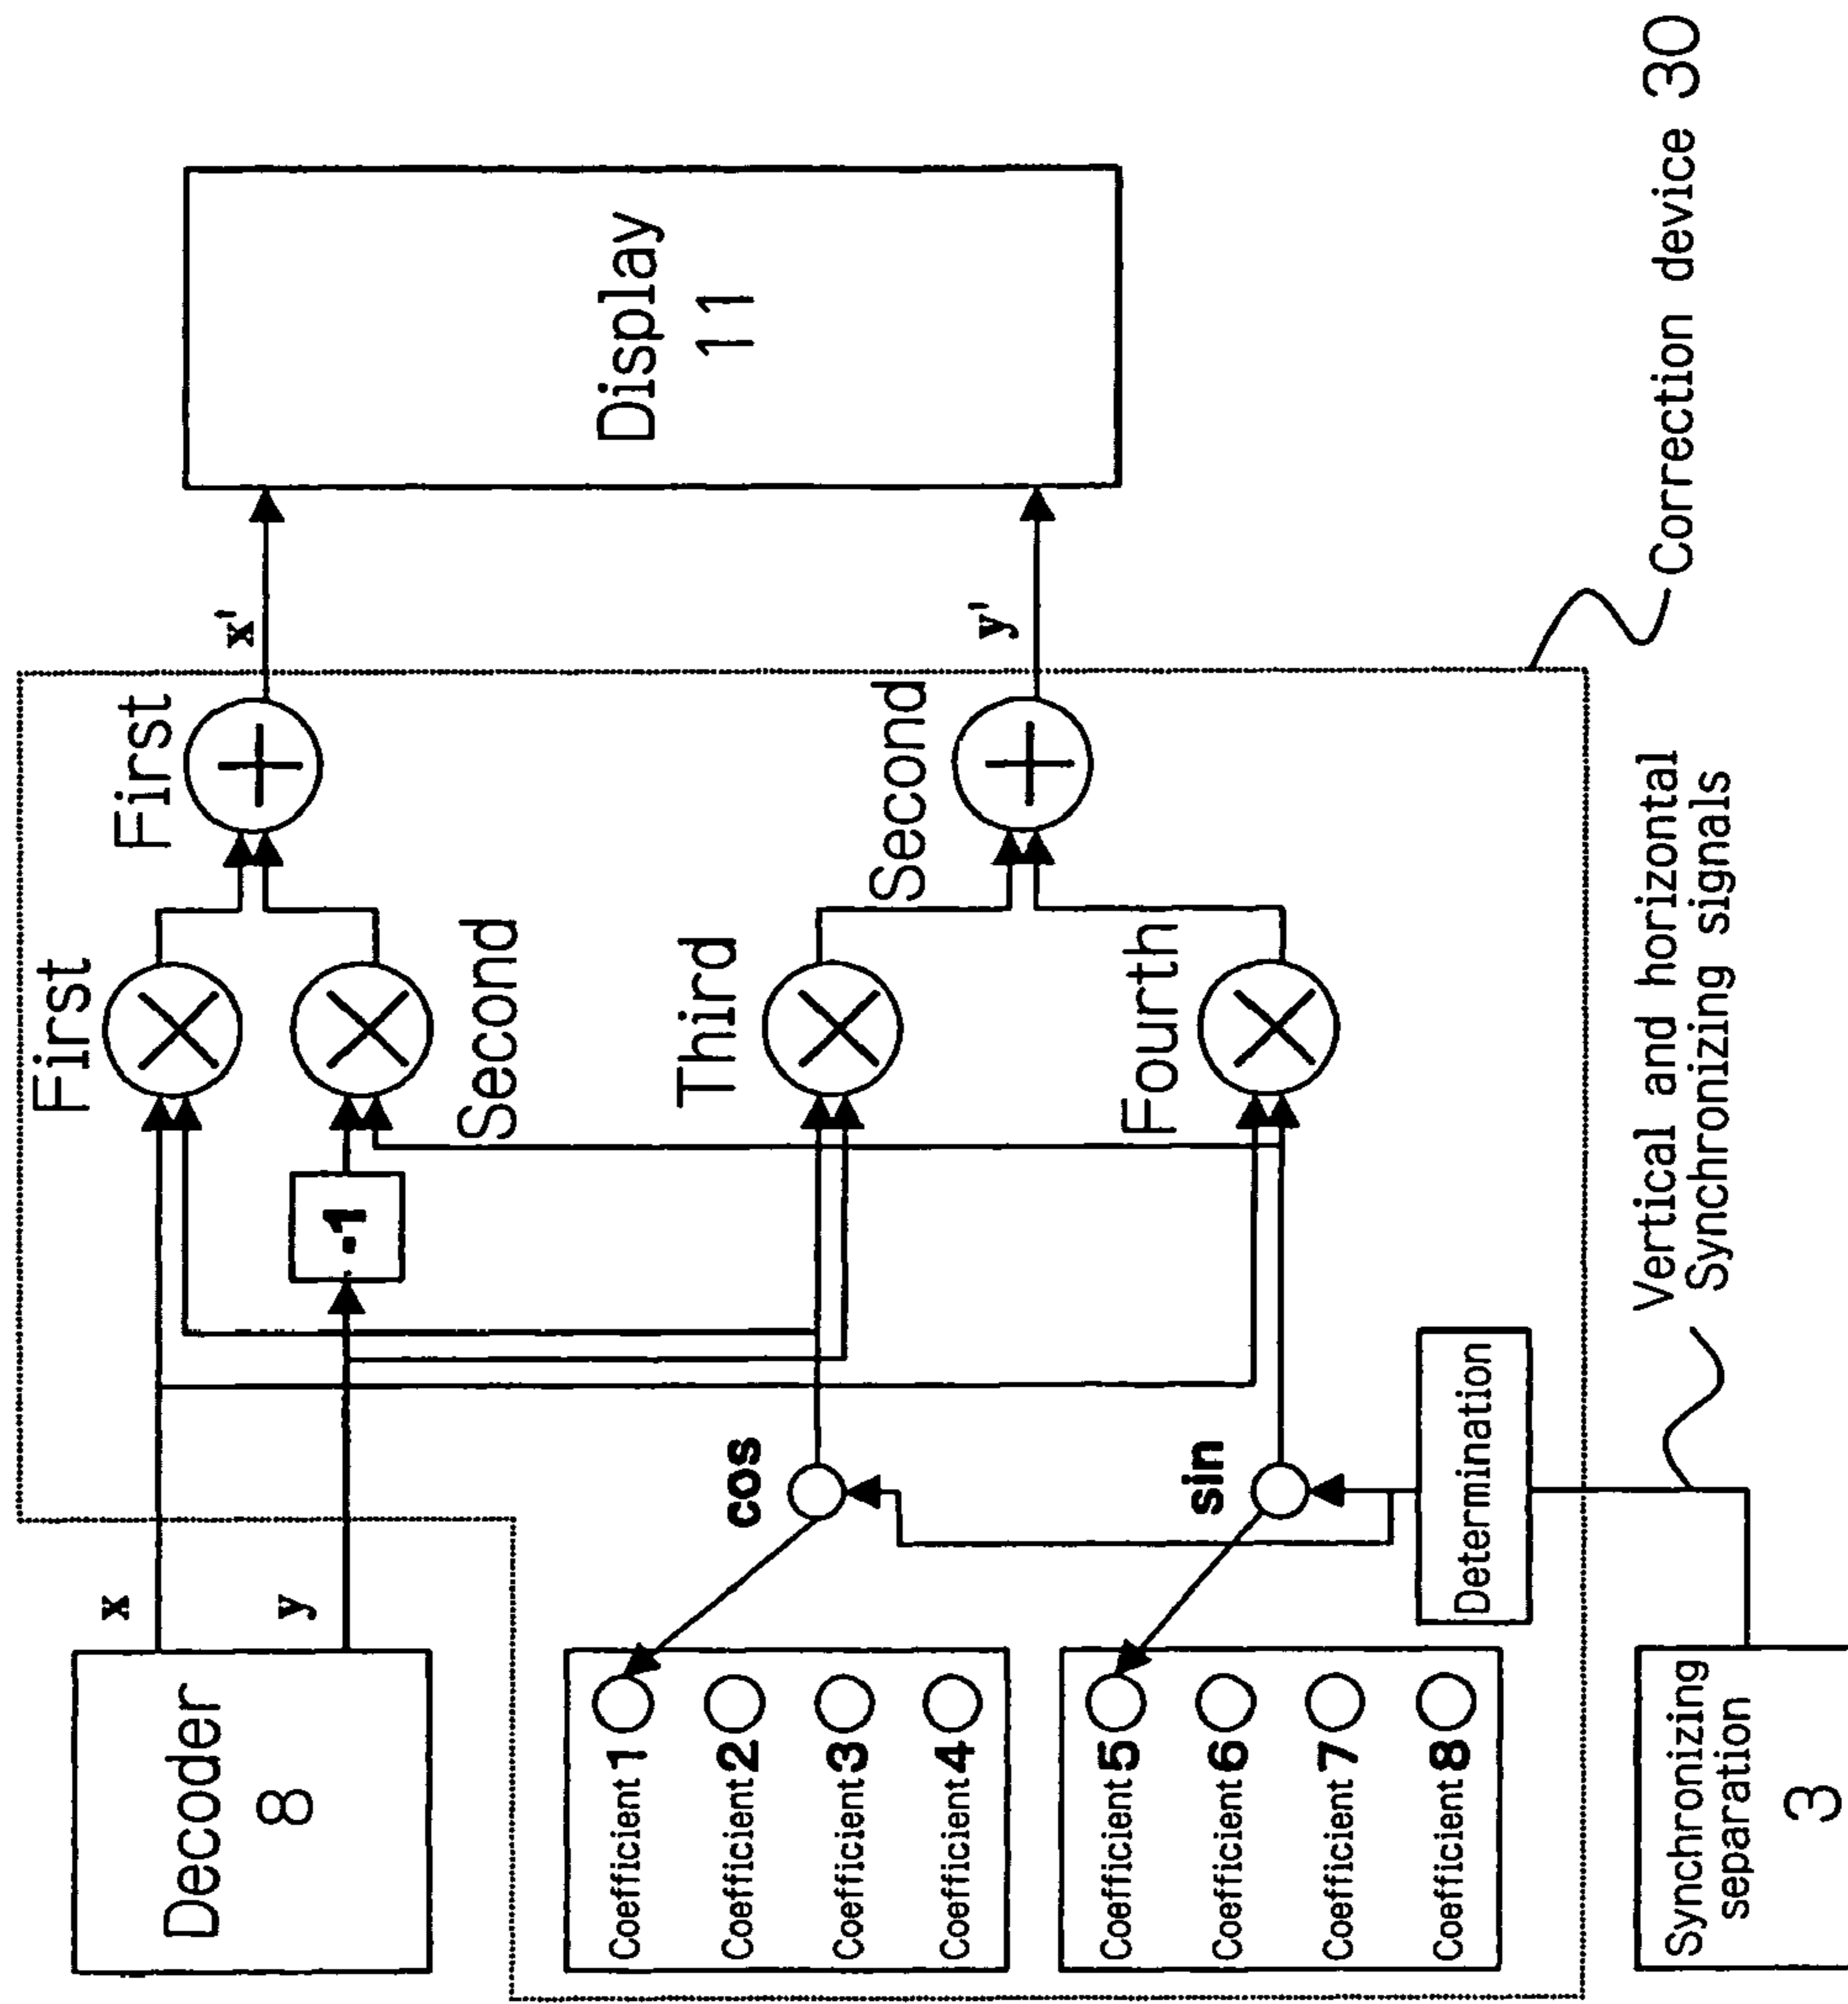 Decoder
8
x
y
Coefficient 1
Coefficient 2
Coefficient 3
Coefficient 4
Coefficient 5
Coefficient 6
Coefficient 7
Coefficient 8
cos
sin
-1
First
Second
Third
Fourth
First
Second
x'
y'
Display
11
Determination
Synchronizing
separation
3
Vertical and horizontal
Synchronizing signals
Correction device 30